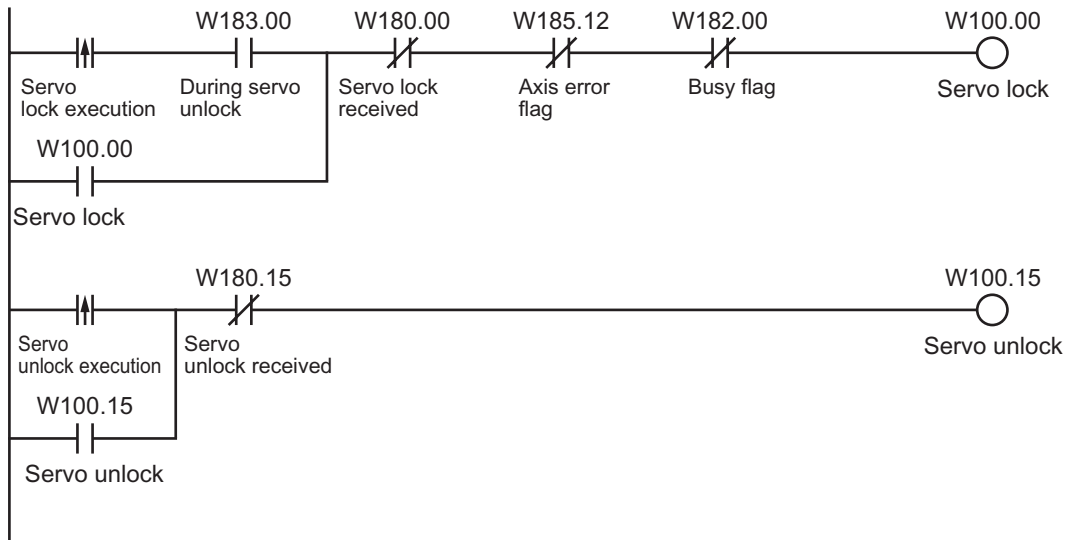 W183.00 W180.00 W185.12 W182.00 W100.00
Servo
lock execution
During servo
unlock
Servo lock
received
Axis error
flag
Busy flag
Servo lock
W100.00
Servo lock
W180.15 W100.15
Servo
unlock execution
Servo
unlock received
Servo unlock
W100.15
Servo unlock